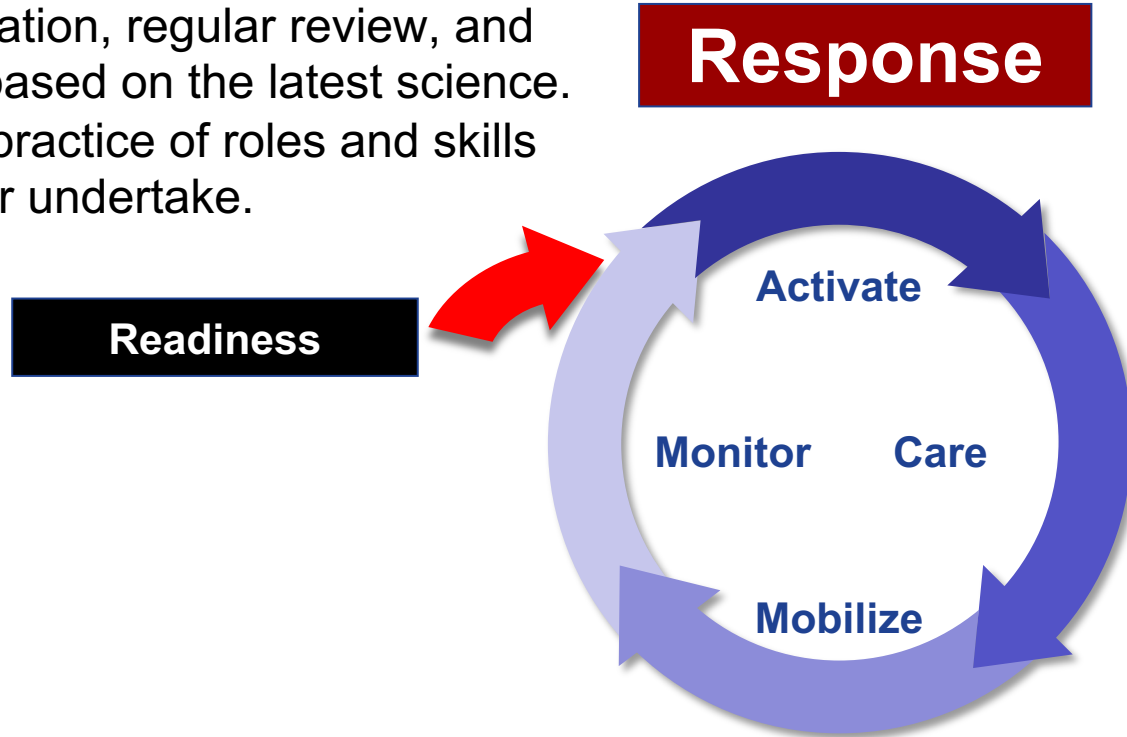 ation, regular review, and
based on the latest science.
practice of roles and skills
r undertake.
Response
Readiness
Activate
Monitor Care
Mobilize